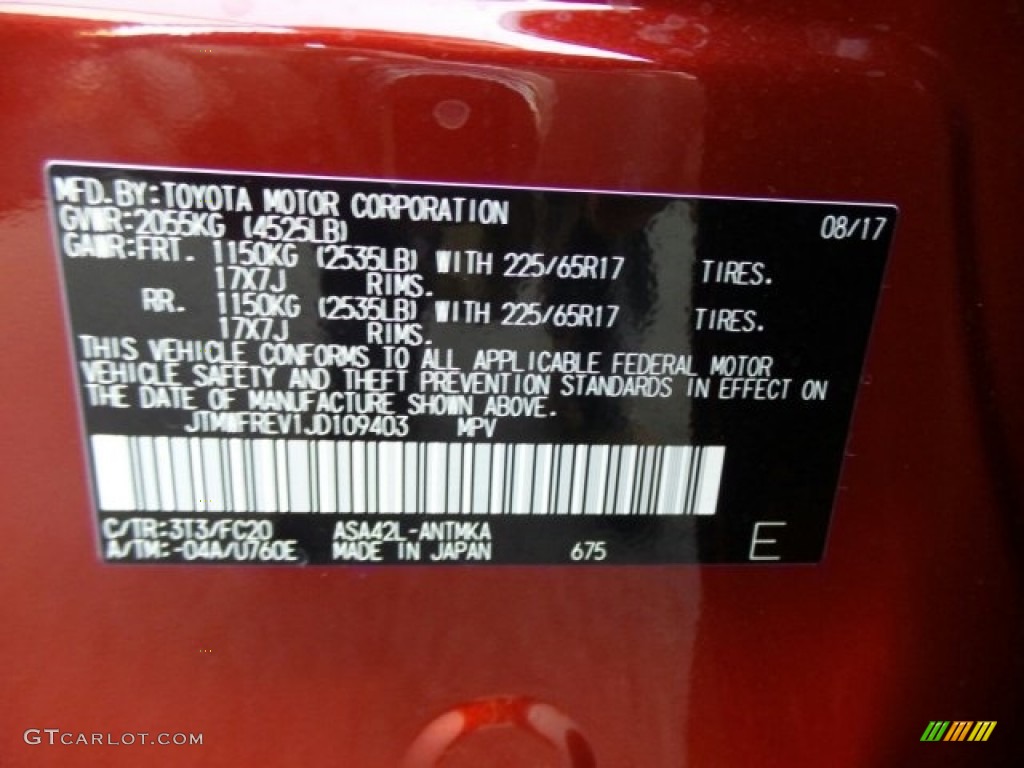 MFD.BY:TOYOTA MOTOR CORPORATION 08/17
GVWR:2055KG (4525LB)
GAWR:FRT. 1150KG (2535LB) WITH 225/65R17 TIRES.
17X7J RIMS.
RR. 1150KG (2535LB) WITH 225/65R17 TIRES.
17X7J RIMS.
THIS VEHICLE CONFORMS TO ALL APPLICABLE FEDERAL MOTOR
VEHICLE SAFETY AND THEFT PREVENTION STANDARDS IN EFFECT ON
THE DATE OF MANUFACTURE SHOWN ABOVE.
JTMWFREV1JD109403 MPV
C/TR:3T3/FC20 ASA42L-ANTMKA
A/TM:-04A/U760E MADE IN JAPAN 675 E
GTCARLOT.COM